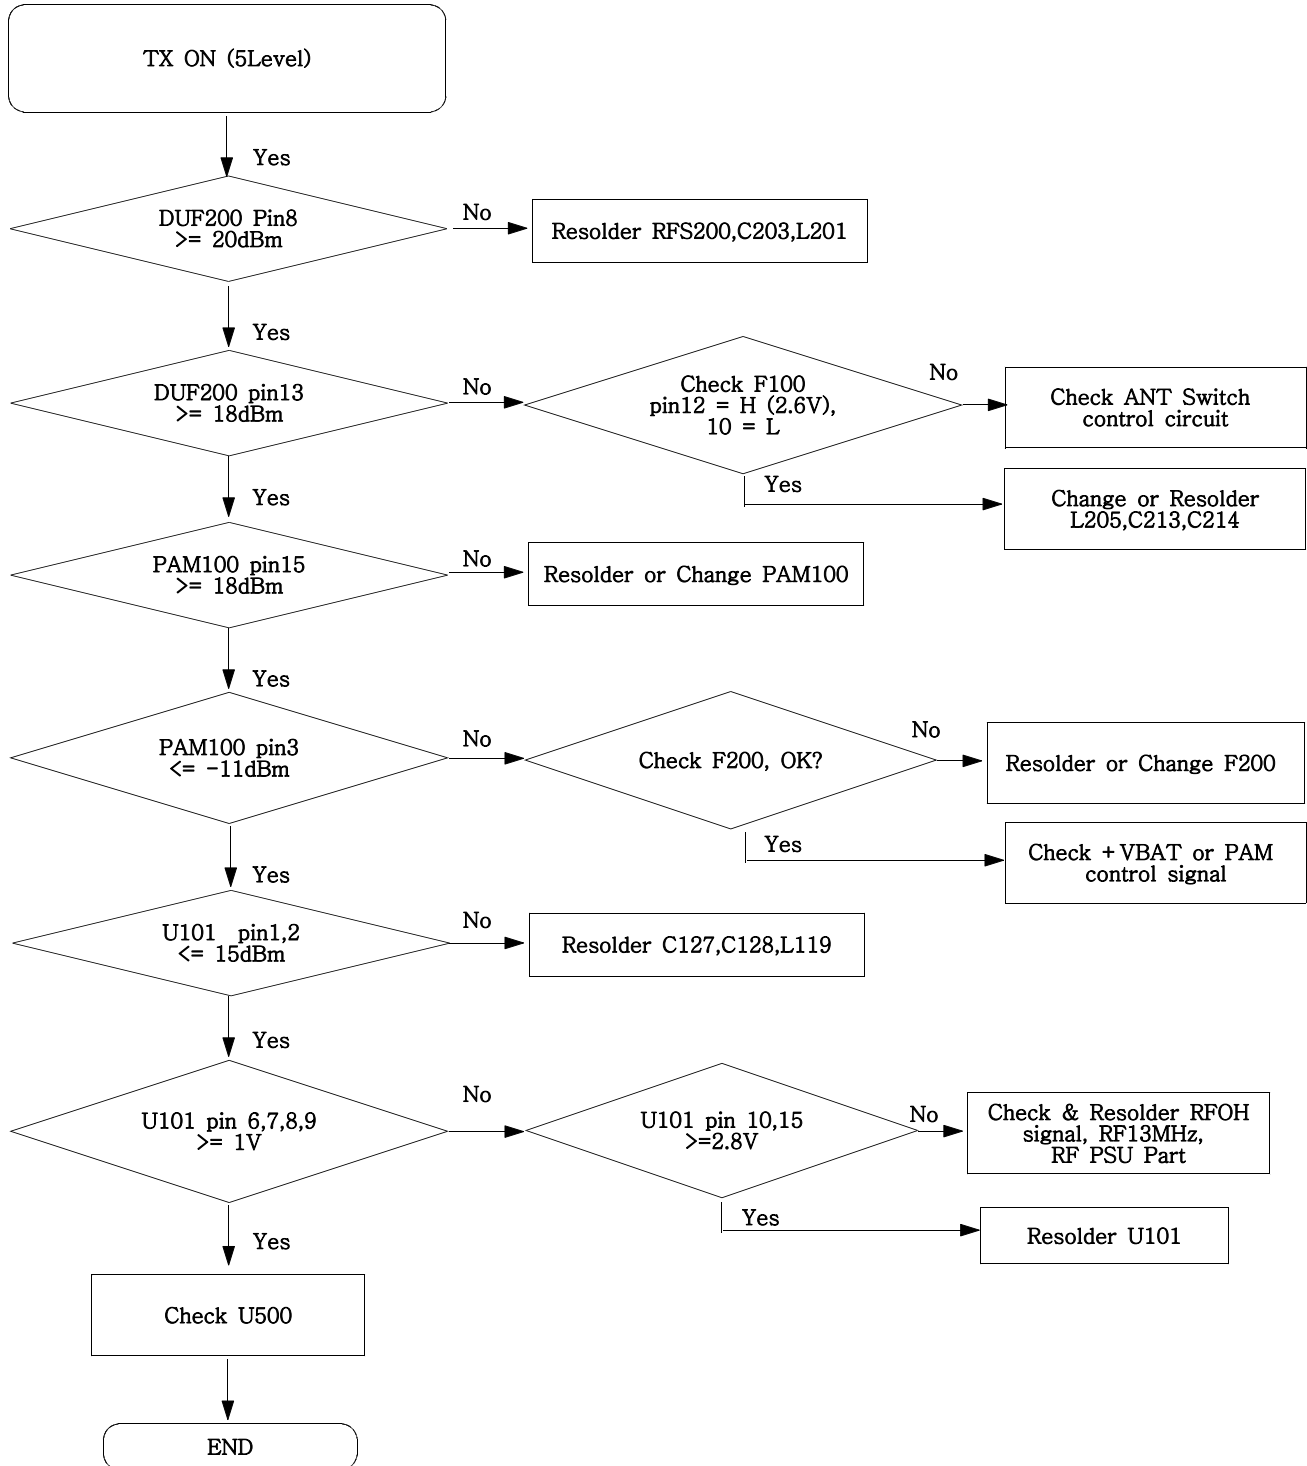 TX ON (5Level)
Yes
DUF200 Pin8
>= 20dBm
No
Resolder RFS200,C203,L201
Yes
DUF200 pin13
>= 18dBm
No
Check F100
pin12 = H (2.6V),
10 = L
No
Check ANT Switch
control circuit
Yes
Change or Resolder
L205,C213,C214
Yes
PAM100 pin15
>= 18dBm
No
Resolder or Change PAM100
Yes
PAM100 pin3
<= -11dBm
No
Check F200, OK?
No
Resolder or Change F200
Yes
Check +VBAT or PAM
control signal
Yes
U101 pin1,2
<= 15dBm
No
Resolder C127,C128,L119
Yes
U101 pin 6,7,8,9
>= 1V
No
U101 pin 10,15
>=2.8V
No
Check & Resolder RFOH
signal, RF13MHz,
RF PSU Part
Yes
Resolder U101
Yes
Check U500
END